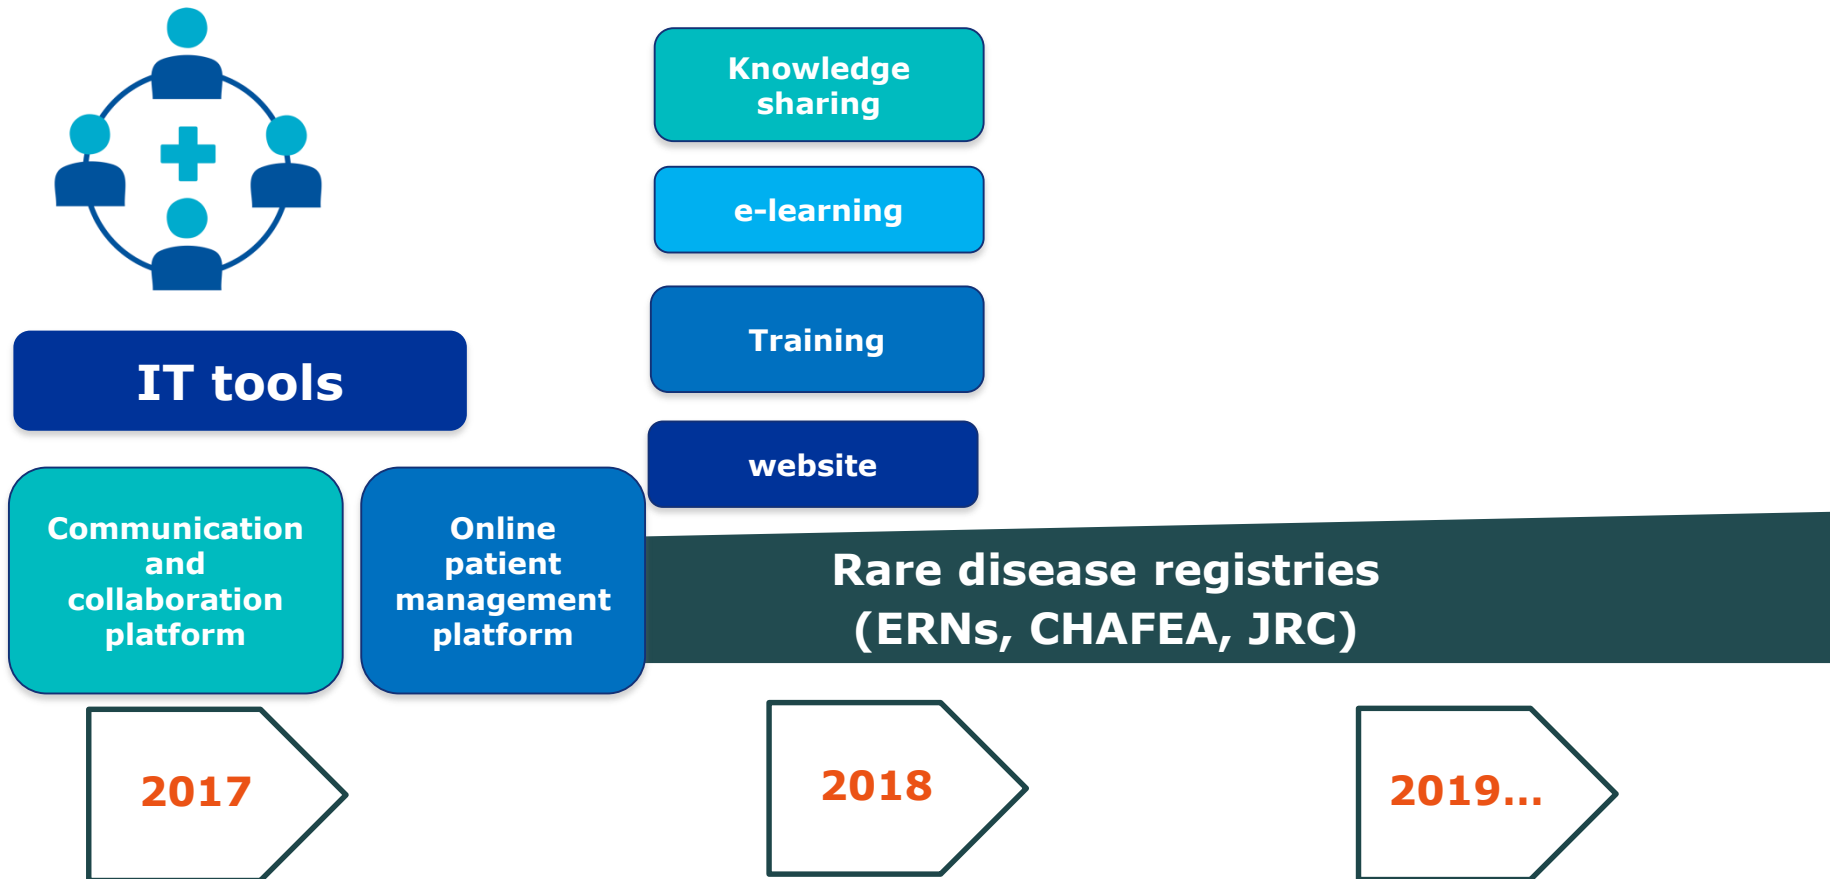 Knowledge
sharing
e-learning
Training
website
IT tools
Communication
and
collaboration
platform
Online
patient
management
platform
Rare disease registries
(ERNs, CHAFEA, JRC)
2017
2018
2019...